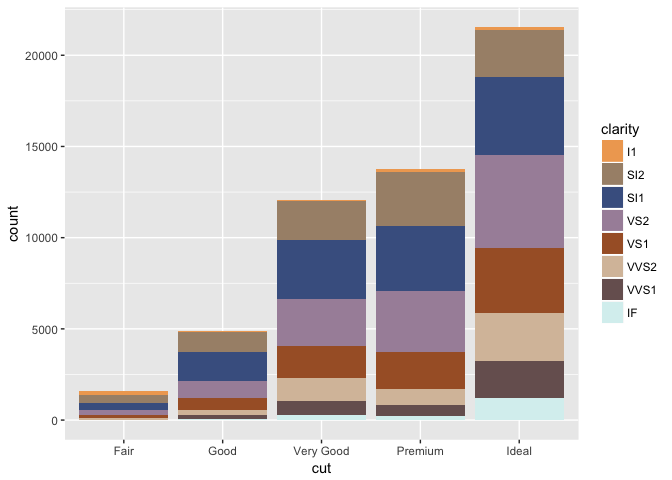 20000
15000
10000
5000
0
count
Fair Good Very Good Premium Ideal
cut
clarity
I1
SI2
SI1
VS2
VS1
VVS2
VVS1
IF